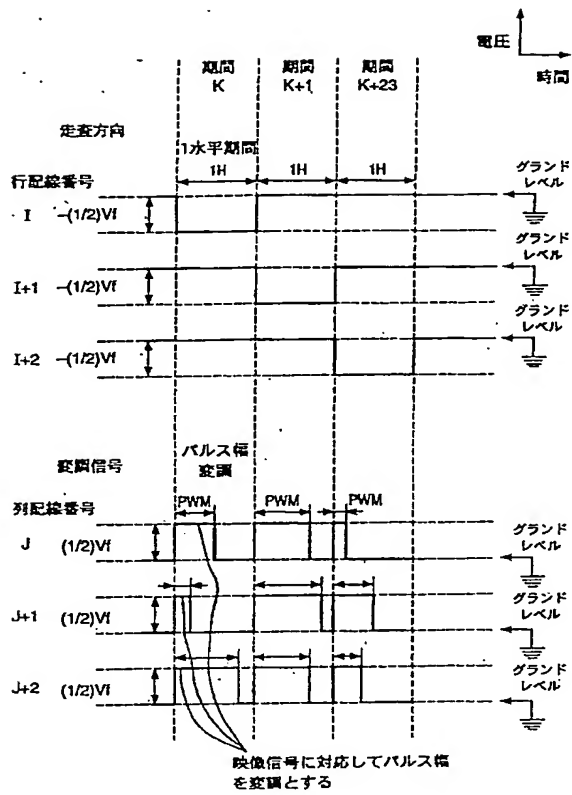 電圧
時間
期間 期間 期間
K K+1 K+23
走査方向
1水平期間
行配線番号 1H 1H 1H グランド
レベル
I -(1/2)Vf
グランド
レベル
I+1 -(1/2)Vf
グランド
レベル
I+2 -(1/2)Vf
変調信号 パルス幅
変調
列配線番号 PWM PWM PWM
グランド
レベル
J (1/2)Vf
グランド
レベル
J+1 (1/2)Vf
グランド
レベル
J+2 (1/2)Vf
映像信号に対応してパルス幅
を変調とする